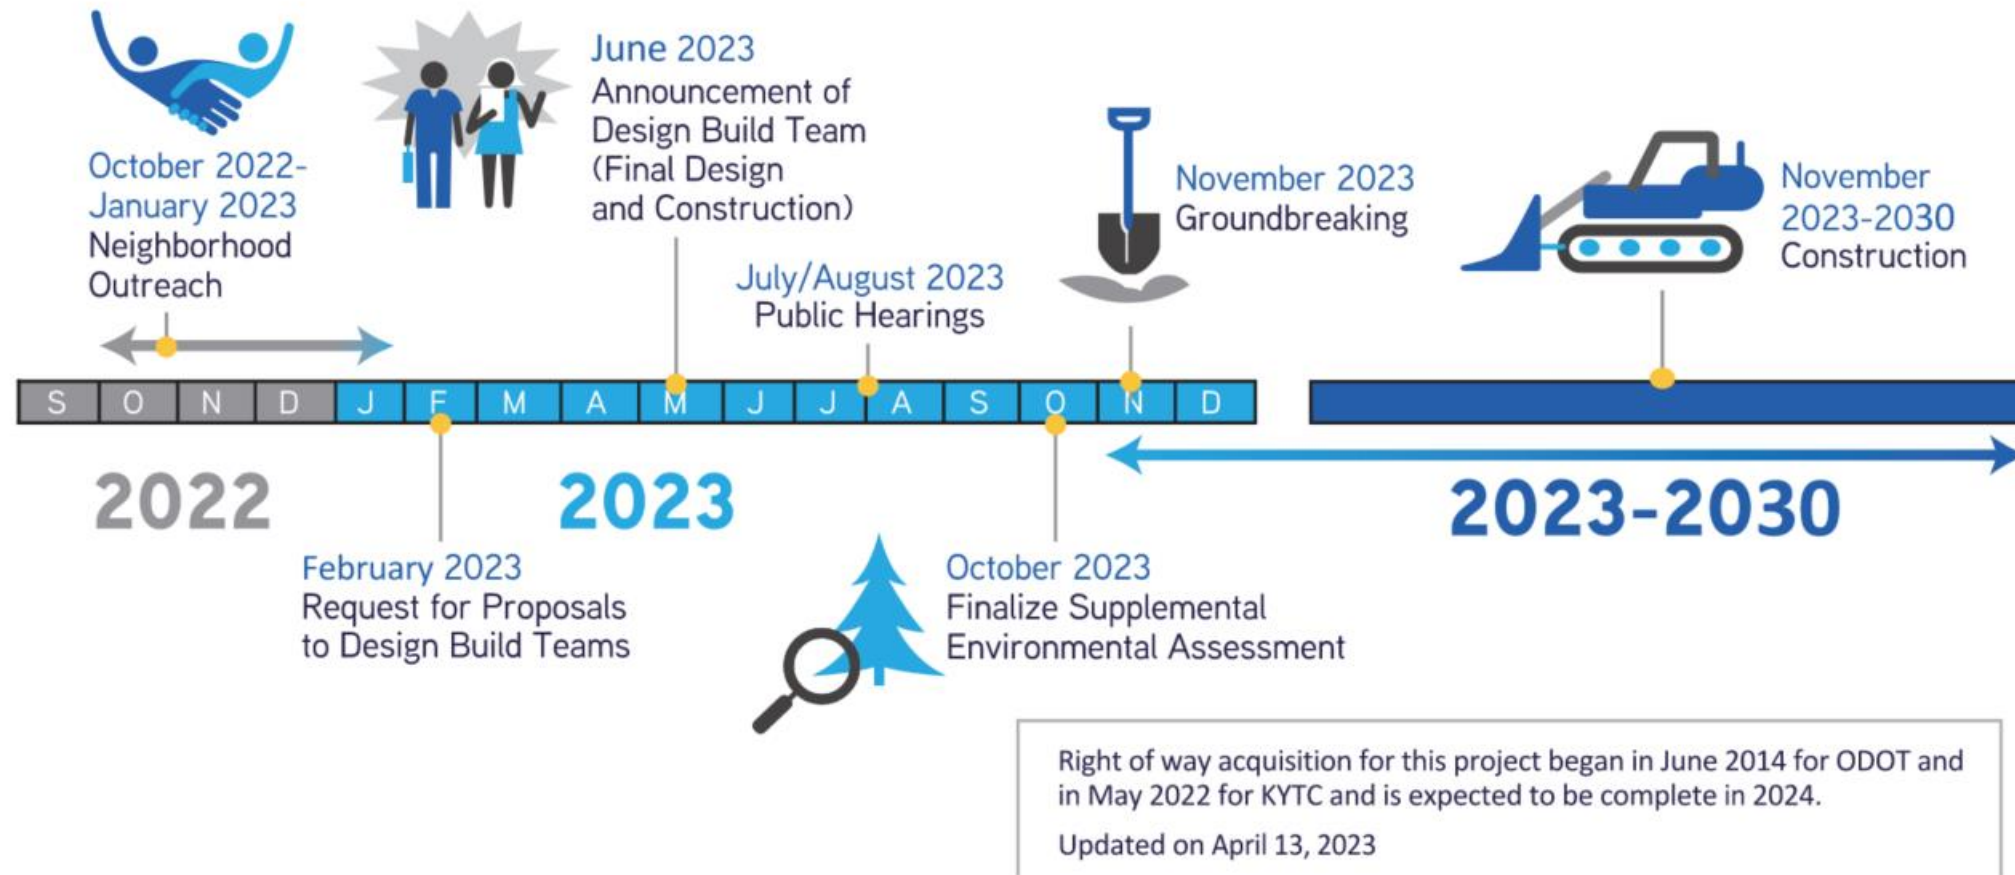 October 2022-
January 2023
Neighborhood
Outreach
June 2023
Announcement of
Design Build Team
(Final Design
and Construction)
July/August 2023
Public Hearings
November 2023
Groundbreaking
November
2023-2030
Construction
S O N D J F M A M J J A S O N D
2022
2023
2023-2030
February 2023
Request for Proposals
to Design Build Teams
October 2023
Finalize Supplemental
Environmental Assessment
Right of way acquisition for this project began in June 2014 for ODOT and
in May 2022 for KYTC and is expected to be complete in 2024.
Updated on April 13, 2023